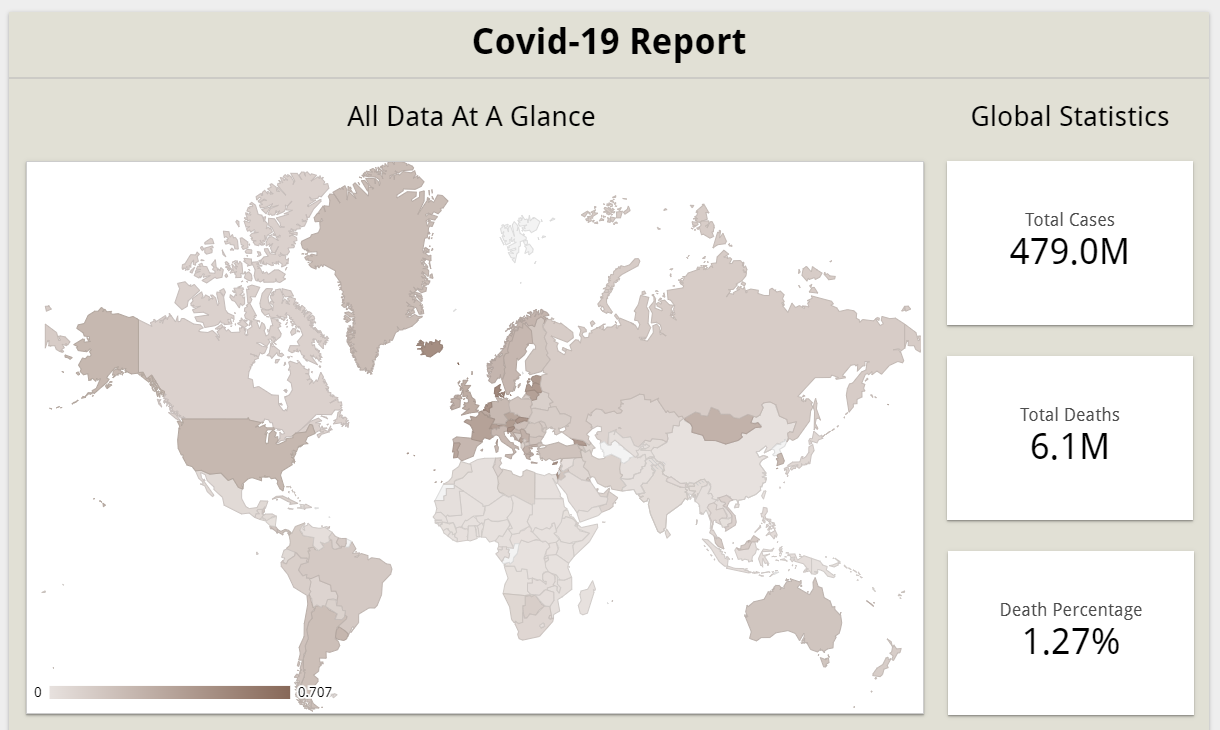 Covid-19 Report
All Data At A Glance
Global Statistics
Total Cases
479.0M
Total Deaths
6.1M
Death Percentage
1.27%
0
0.707